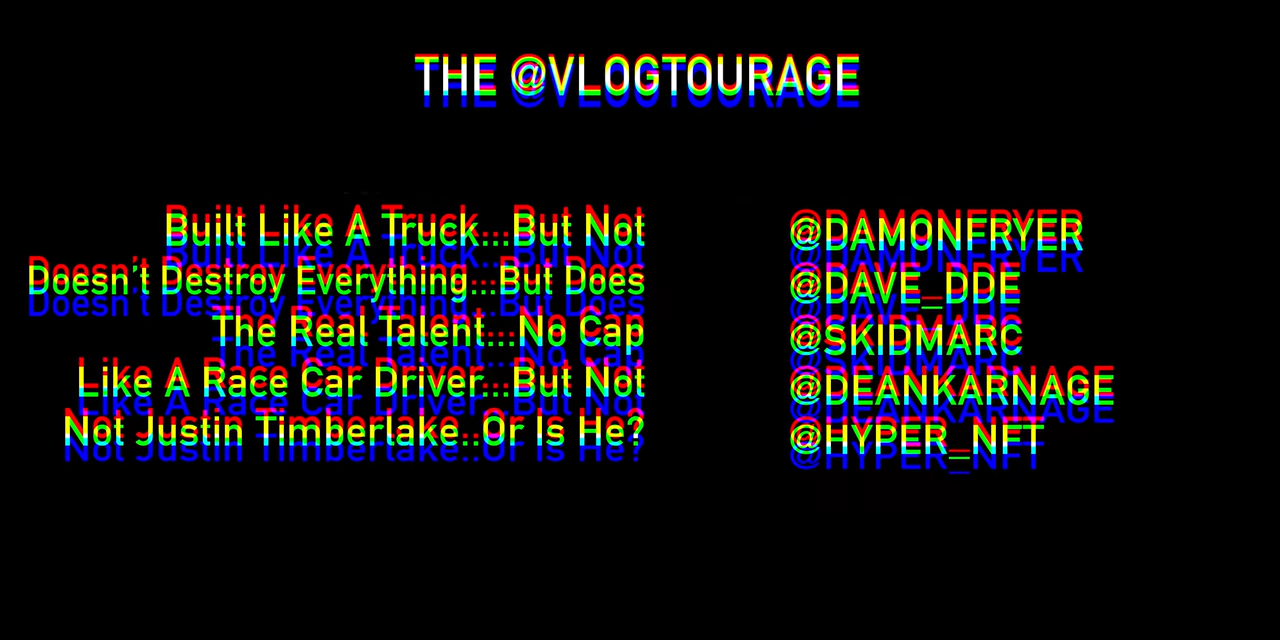 THE @VLOGTOURAGE
Built Like A Truck...But Not @DAMONFRYER
Doesn't Destroy Everything...But Does @DAVE_DDE
The Real Talent...No Cap @SKIDMARC
Like A Race Car Driver...But Not @DEANKARNAGE
Not Justin Timberlake..Or Is He? @HYPER_NFT